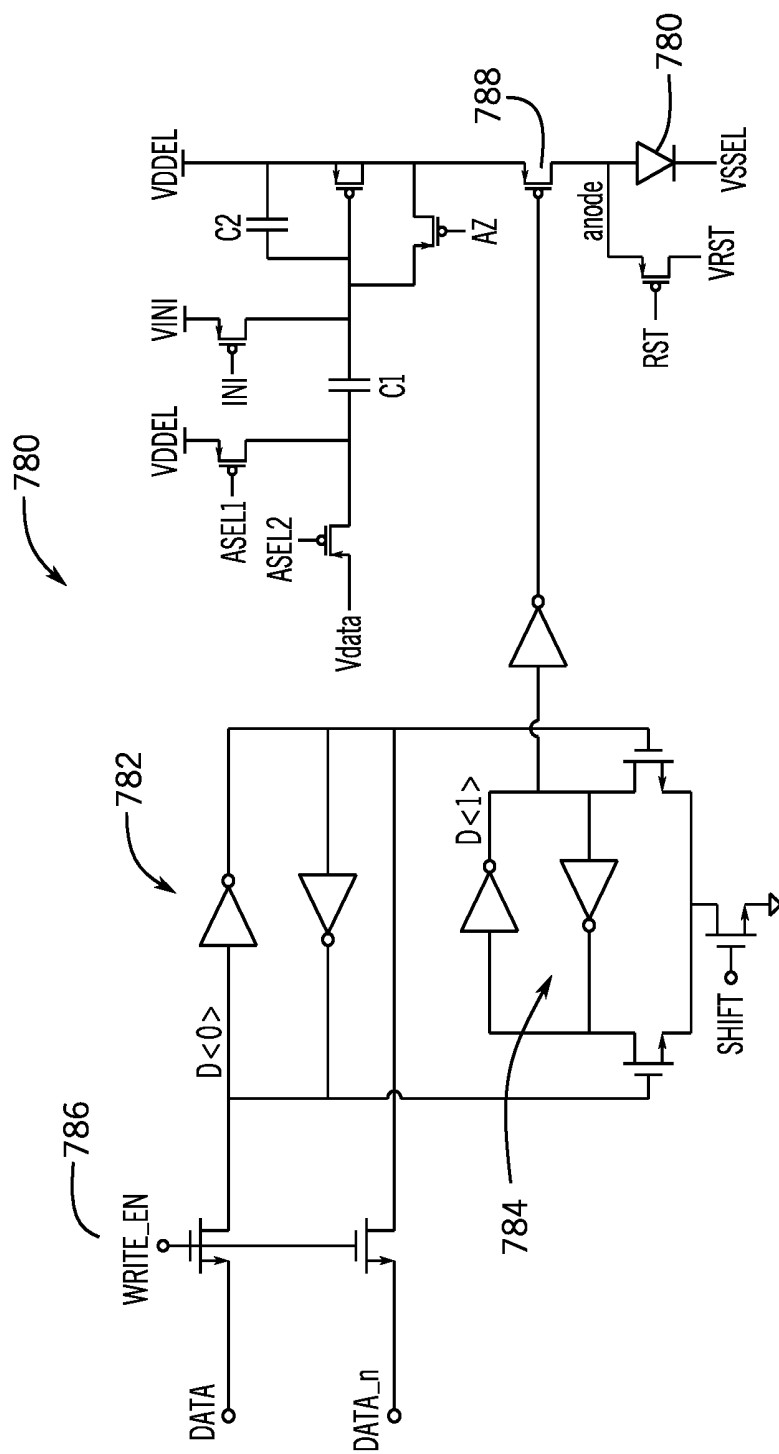 780
782
786
784
788
780
WRITE_EN
DATA
DATA_n
D<0>
D<1>
SHIFT
Vdata
ASEL2
ASEL1
VDDEL
INI
VINI
C1
C2
VDDEL
AZ
anode
RST
VRST
VSSEL